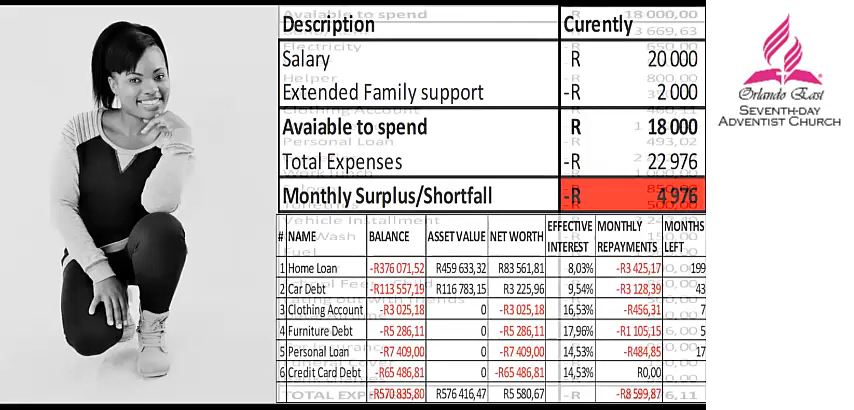 Description Curently
Salary R 20 000
Extended Family support -R 2 000
Avaiable to spend R 18 000
Total Expenses -R 22 976
Monthly Surplus/Shortfall -R 4 976
# NAME BALANCE ASSET VALUE NET WORTH EFFECTIVE INTEREST MONTHLY REPAYMENTS MONTHS LEFT
1 Home Loan -R376 071,52 R459 633,32 R83 561,81 8,03% -R3 425,17 199
2 Car Debt -R113 557,19 R116 783,15 R3 225,96 9,54% -R3 128,39 43
3 Clothing Account -R3 025,18 0 -R3 025,18 16,53% -R456,31 7
4 Furniture Debt -R5 286,11 0 -R5 286,11 17,96% -R1 105,15 5
5 Personal Loan -R7 409,00 0 -R7 409,00 14,53% -R484,85 17
6 Credit Card Debt -R65 486,81 0 -R65 486,81 14,53% R0,00
-R570 835,80 R576 416,47 R5 580,67 -R8 599,87
Orlando East
SEVENTH-DAY
ADVENTIST CHURCH